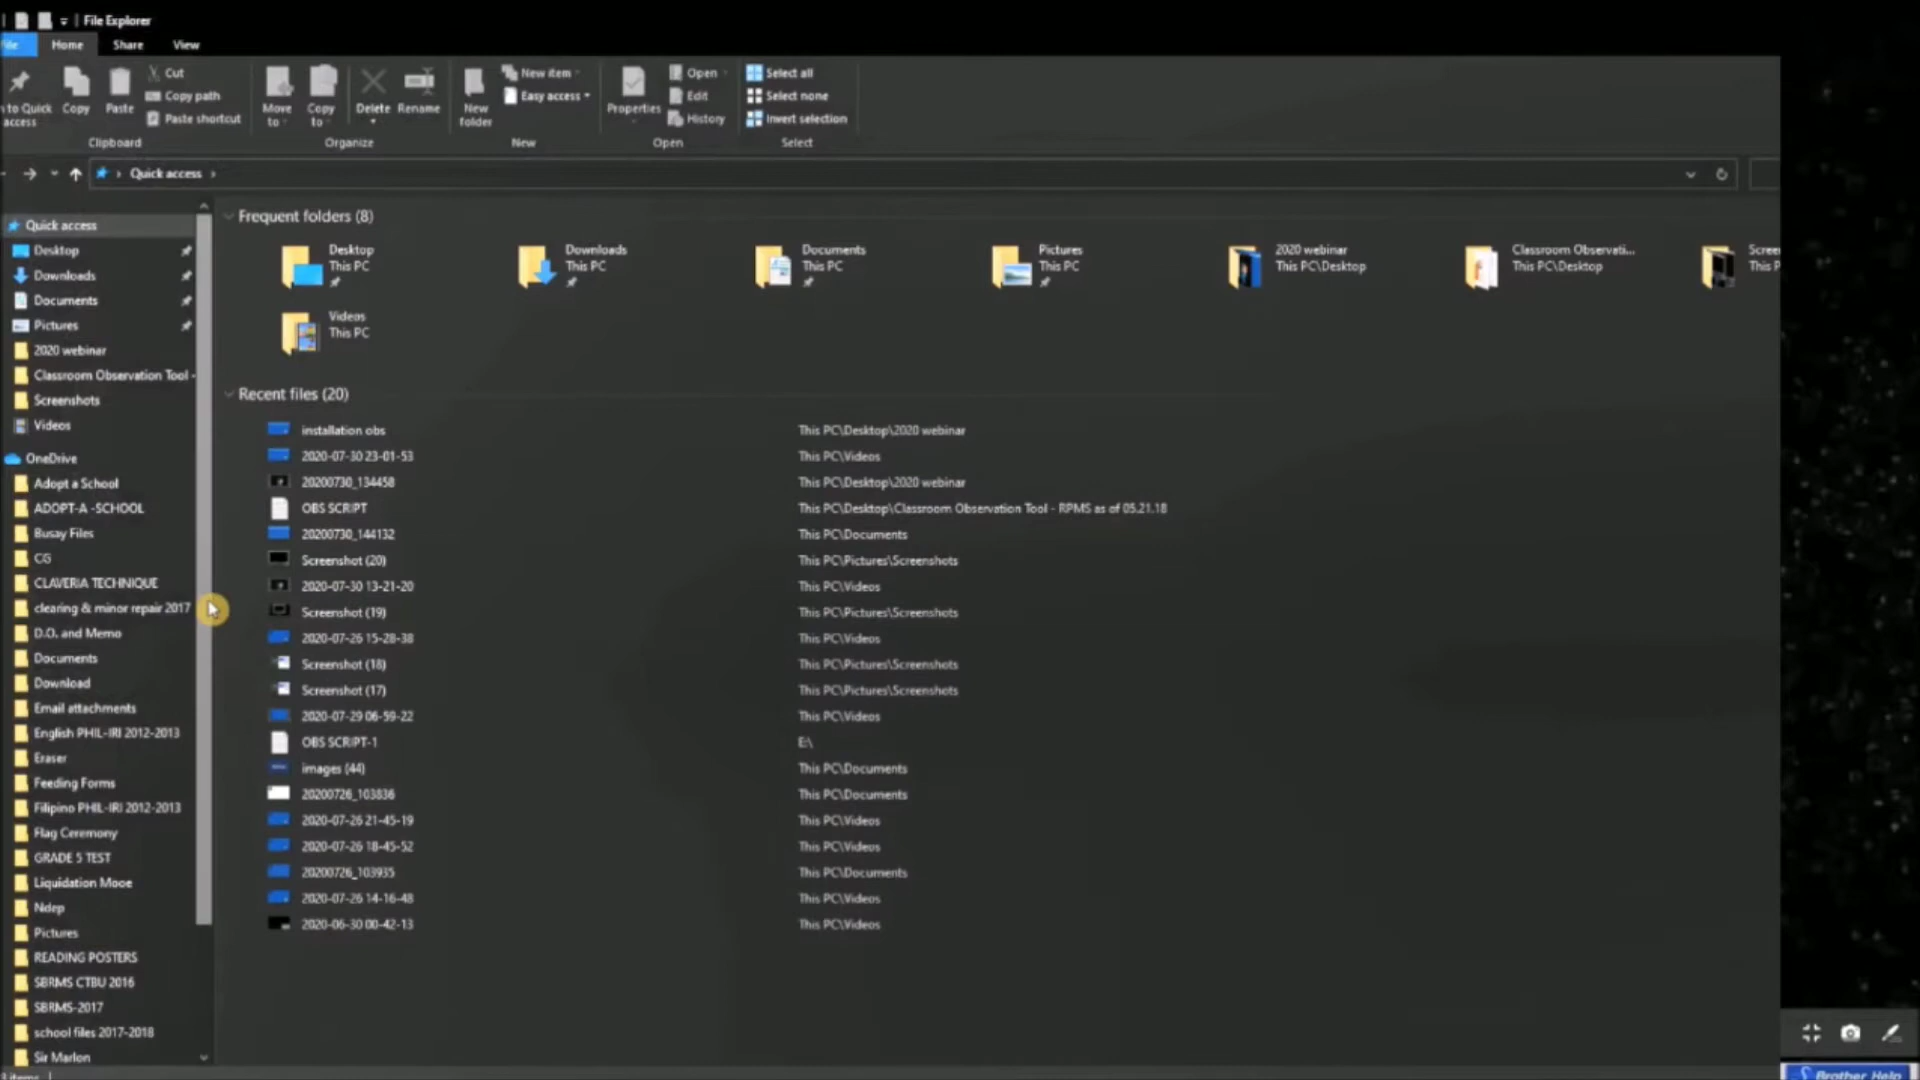 File Explorer
File Home Share View
Cut
Copy path
Paste shortcut
to Quick access
Copy
Paste
Clipboard
Move to
Copy to
Delete
Rename
Organize
New folder
New item
Easy access
New
Properties
Open
Edit
History
Open
Select all
Select none
Invert selection
Select
Quick access
Quick access
Desktop
Downloads
Documents
Pictures
2020 webinar
Classroom Observation Tool -
Screenshots
Videos
OneDrive
Adopt a School
ADOPT-A -SCHOOL
Busay Files
CG
CLAVERIA TECHNIQUE
clearing & minor repair 2017
D.O. and Memo
Documents
Download
Email attachments
English PHIL-IRI 2012-2013
Eraser
Feeding Forms
Filipino PHIL-IRI 2012-2013
Flag Ceremony
GRADE 5 TEST
Liquidation Mooe
Ndep
Pictures
READING POSTERS
SBRMS CTBU 2016
SBRMS-2017
school files 2017-2018
Sir Marlon
Frequent folders (8)
Desktop
This PC
Downloads
This PC
Documents
This PC
Pictures
This PC
2020 webinar
This PC\Desktop
Classroom Observati...
This PC\Desktop
Scree
This P
Videos
This PC
Recent files (20)
installation obs This PC\Desktop\2020 webinar
2020-07-30 23-01-53 This PC\Videos
20200730_134458 This PC\Desktop\2020 webinar
OBS SCRIPT This PC\Desktop\Classroom Observation Tool - RPMS as of 05.21.18
20200730_144132 This PC\Documents
Screenshot (20) This PC\Pictures\Screenshots
2020-07-30 13-21-20 This PC\Videos
Screenshot (19) This PC\Pictures\Screenshots
2020-07-26 15-28-38 This PC\Videos
Screenshot (18) This PC\Pictures\Screenshots
Screenshot (17) This PC\Pictures\Screenshots
2020-07-29 06-59-22 This PC\Videos
OBS SCRIPT-1 E:\
images (44) This PC\Documents
20200726_103836 This PC\Documents
2020-07-26 21-45-19 This PC\Videos
2020-07-26 18-45-52 This PC\Videos
20200726_103935 This PC\Documents
2020-07-26 14-16-48 This PC\Videos
2020-06-30 00-42-13 This PC\Videos
items
Brother Help